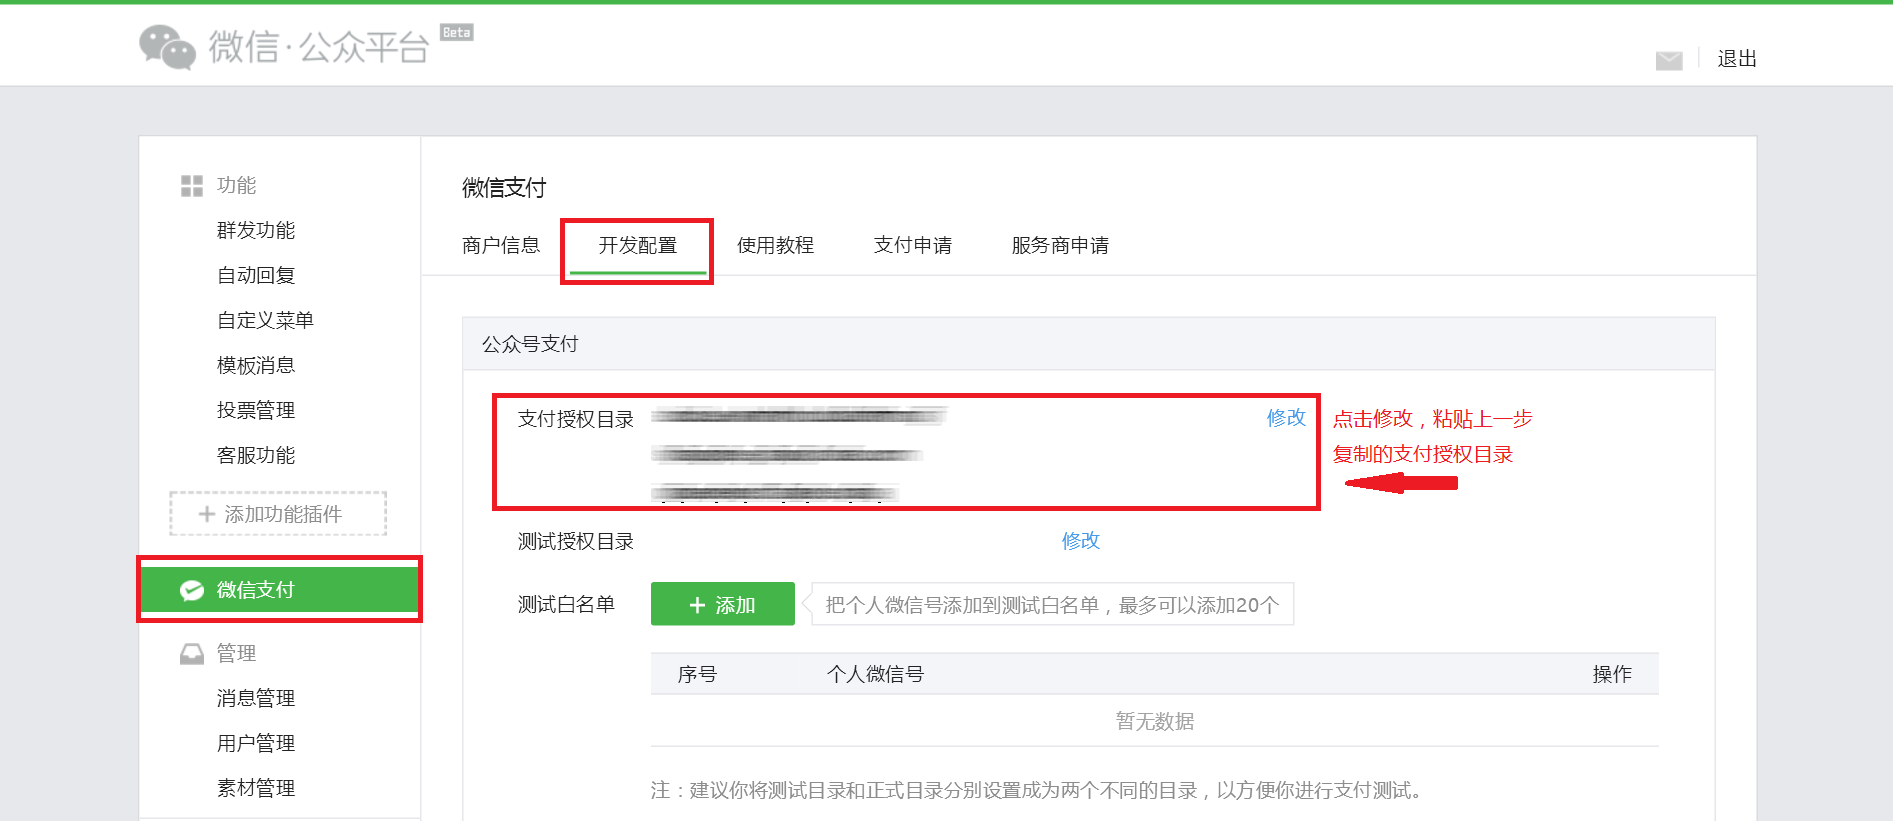 微信·公众平台 Beta
退出
功能
群发功能
自动回复
自定义菜单
模板消息
投票管理
客服功能
+ 添加功能插件
微信支付
管理
消息管理
用户管理
素材管理
微信支付
商户信息 开发配置 使用教程 支付申请 服务商申请
公众号支付
支付授权目录 修改
点击修改，粘贴上一步
复制的支付授权目录
测试授权目录 修改
测试白名单 + 添加 把个人微信号添加到测试白名单，最多可以添加20个
序号 个人微信号 操作
暂无数据
注：建议你将测试目录和正式目录分别设置成为两个不同的目录，以方便你进行支付测试。